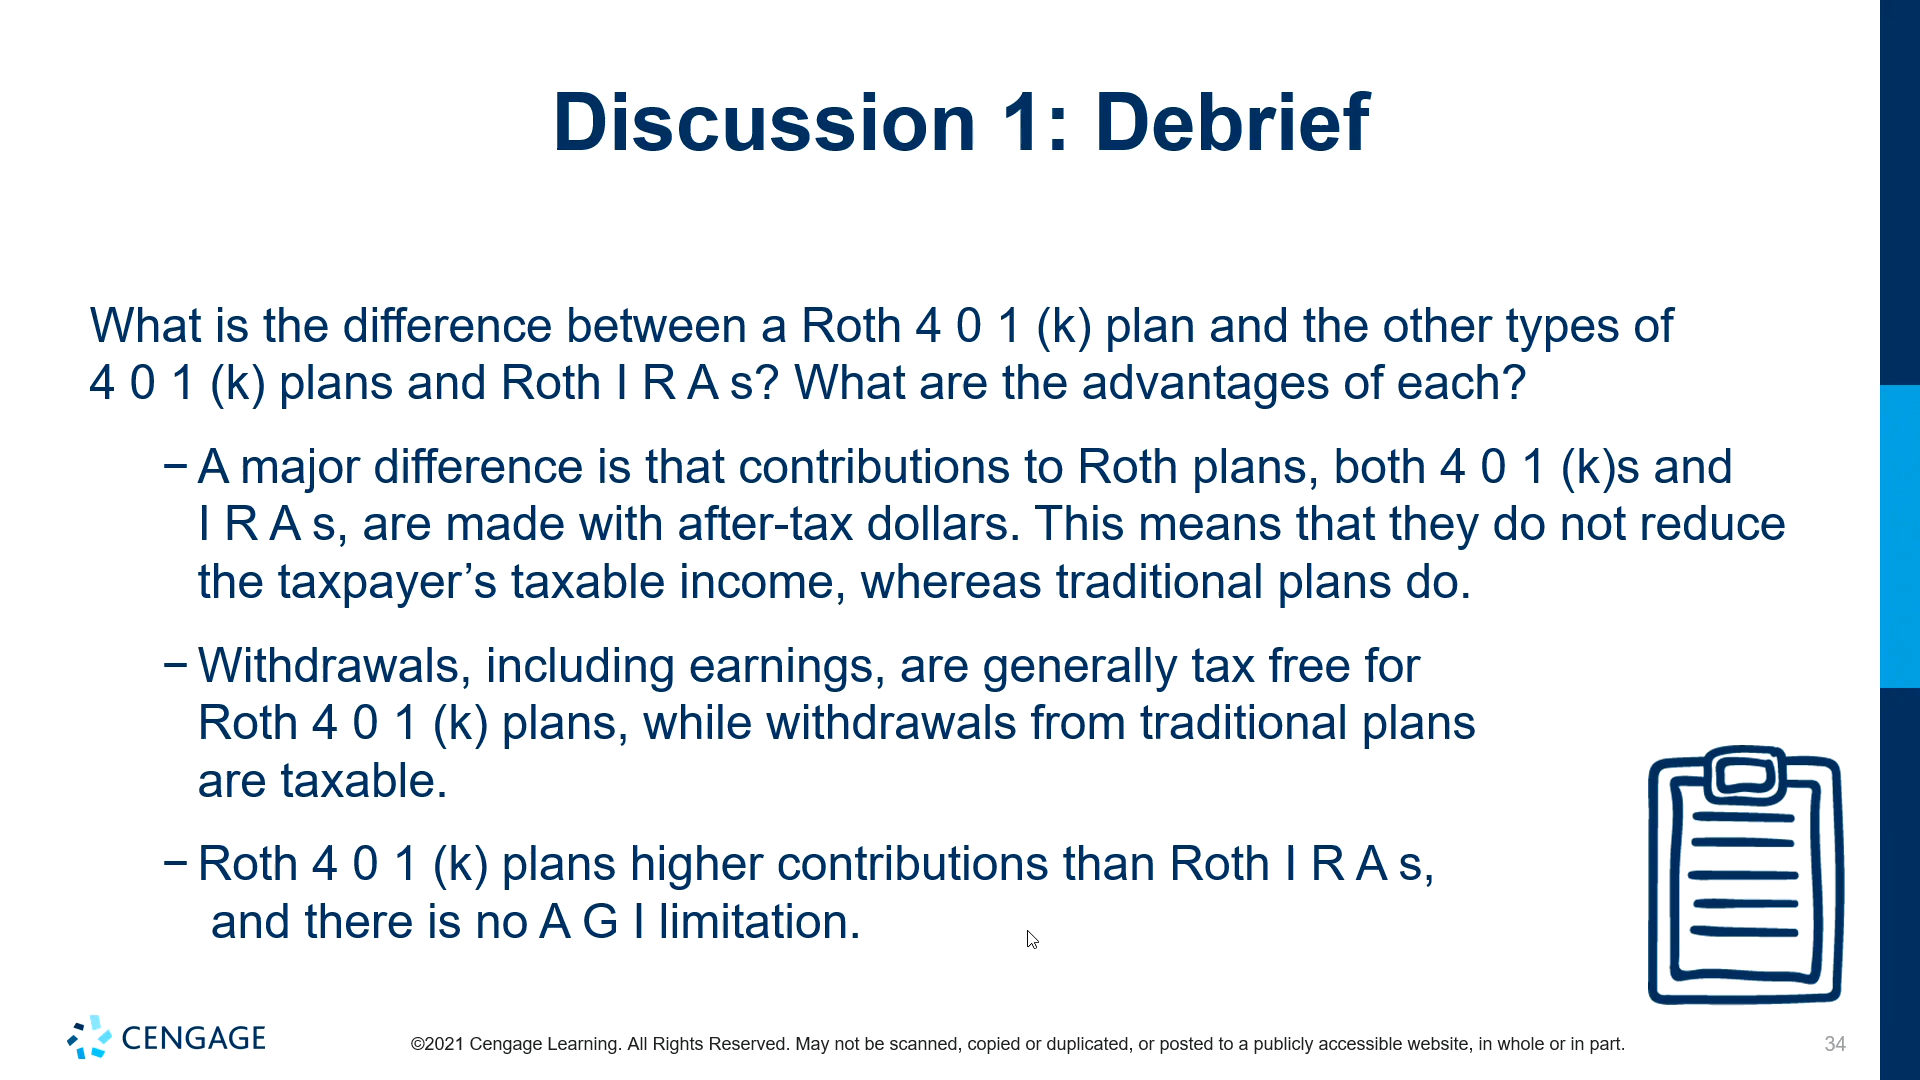 Discussion 1: Debrief
What is the difference between a Roth 4 0 1 (k) plan and the other types of
4 0 1 (k) plans and Roth I R A s? What are the advantages of each?
− A major difference is that contributions to Roth plans, both 4 0 1 (k)s and
I R A s, are made with after-tax dollars. This means that they do not reduce
the taxpayer’s taxable income, whereas traditional plans do.
− Withdrawals, including earnings, are generally tax free for
Roth 4 0 1 (k) plans, while withdrawals from traditional plans
are taxable.
− Roth 4 0 1 (k) plans higher contributions than Roth I R A s,
and there is no A G I limitation.
CENGAGE
©2021 Cengage Learning. All Rights Reserved. May not be scanned, copied or duplicated, or posted to a publicly accessible website, in whole or in part.
34